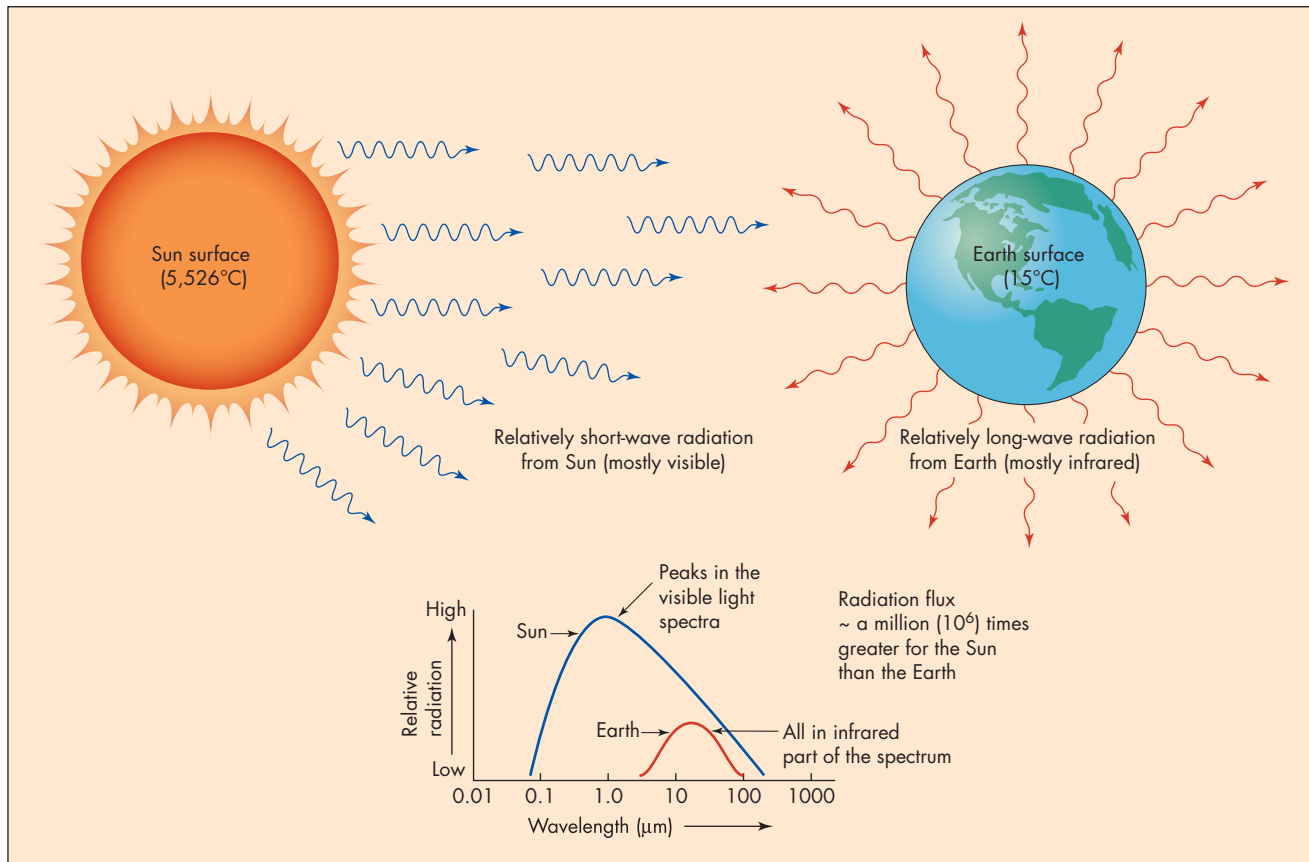 Sun surface
(5,526°C)
Earth surface
(15°C)
Relatively short-wave radiation
from Sun (mostly visible)
Relatively long-wave radiation
from Earth (mostly infrared)
Peaks in the
visible light
spectra
Radiation flux
~ a million (10⁶) times
greater for the Sun
than the Earth
High
Sun
Relative
radiation
Earth
All in infrared
part of the spectrum
Low
0.01 0.1 1.0 10 100 1000
Wavelength (μm)